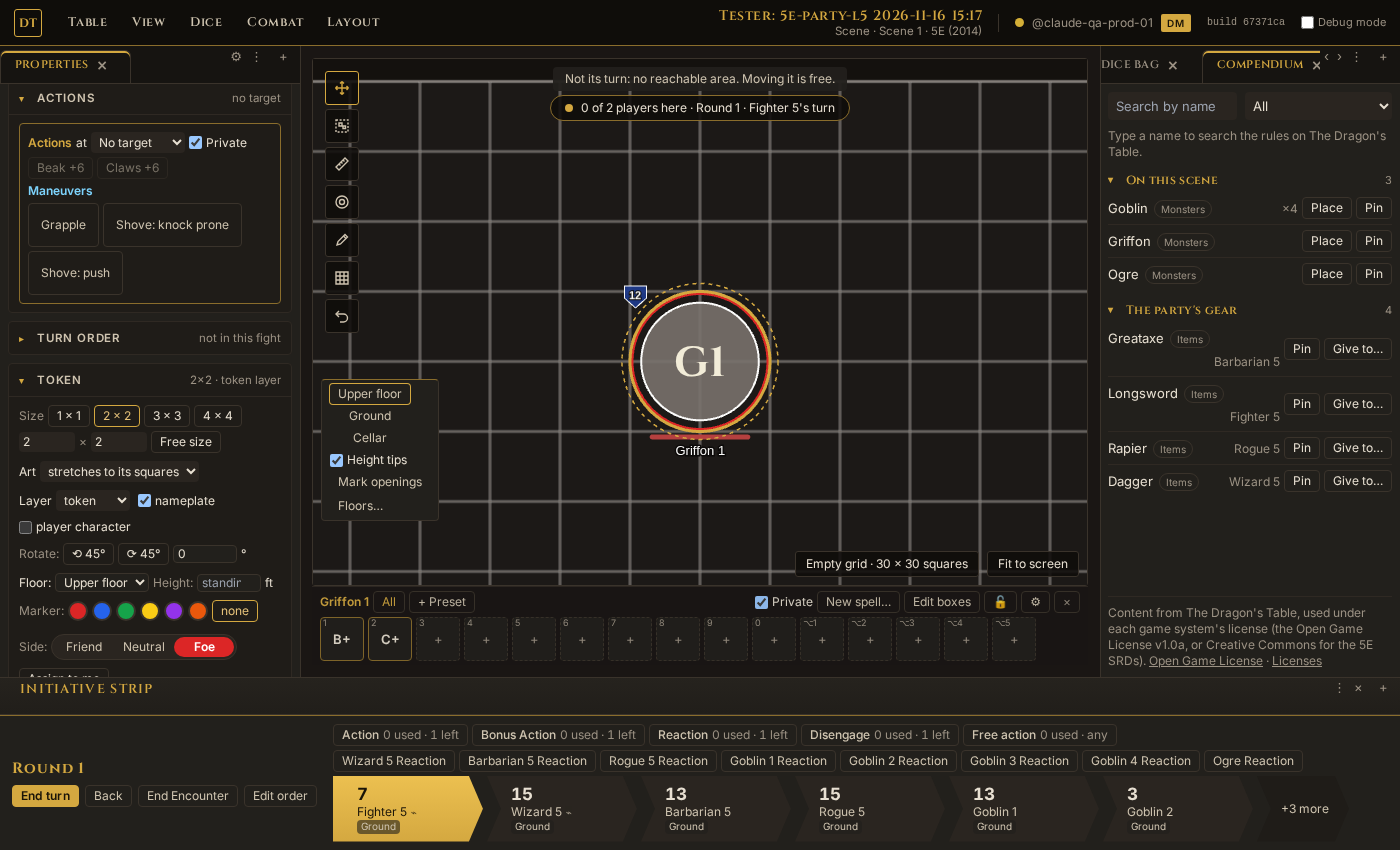 DT
TABLE VIEW DICE COMBAT LAYOUT
TESTER: 5E-PARTY-L5 2026-11-16 15:17
Scene · Scene 1 · 5E (2014)
@claude-qa-prod-01 DM build 67371ca Debug mode
PROPERTIES
ACTIONS no target
Actions at No target Private
Beak +6 Claws +6
Maneuvers
Grapple Shove: knock prone
Shove: push
TURN ORDER not in this fight
TOKEN 2×2 · token layer
Size 1 × 1 2 × 2 3 × 3 4 × 4
2 × 2 Free size
Art stretches to its squares
Layer token nameplate
player character
Rotate: ⟲ 45° ⟳ 45° 0 °
Floor: Upper floor Height: standir ft
Marker: none
Side: Friend Neutral Foe
Not its turn: no reachable area. Moving it is free.
0 of 2 players here · Round 1 · Fighter 5's turn
12
G1
Griffon 1
Upper floor
Ground
Cellar
Height tips
Mark openings
Floors...
Empty grid · 30 × 30 squares Fit to screen
Griffon 1 All + Preset Private New spell... Edit boxes
1 2 3 4 5 6 7 8 9 0 ⌥1 ⌥2 ⌥3 ⌥4 ⌥5
B+ C+ + + + + + + + + + + + + +
DICE BAG COMPENDIUM
Search by name All
Type a name to search the rules on The Dragon's
Table.
ON THIS SCENE 3
Goblin Monsters ×4 Place Pin
Griffon Monsters Place Pin
Ogre Monsters Place Pin
THE PARTY'S GEAR 4
Greataxe Items Barbarian 5 Pin Give to...
Longsword Items Fighter 5 Pin Give to...
Rapier Items Rogue 5 Pin Give to...
Dagger Items Wizard 5 Pin Give to...
Content from The Dragon's Table, used under
each game system's license (the Open Game
License v1.0a, or Creative Commons for the 5E
SRDs). Open Game License · Licenses
INITIATIVE STRIP
ROUND 1
End turn Back End Encounter Edit order
Action 0 used · 1 left Bonus Action 0 used · 1 left Reaction 0 used · 1 left Disengage 0 used · 1 left Free action 0 used · any
Wizard 5 Reaction Barbarian 5 Reaction Rogue 5 Reaction Goblin 1 Reaction Goblin 2 Reaction Goblin 3 Reaction Goblin 4 Reaction Ogre Reaction
7 15 13 15 13 3
Fighter 5 Wizard 5 Barbarian 5 Rogue 5 Goblin 1 Goblin 2 +3 more
Ground Ground Ground Ground Ground Ground